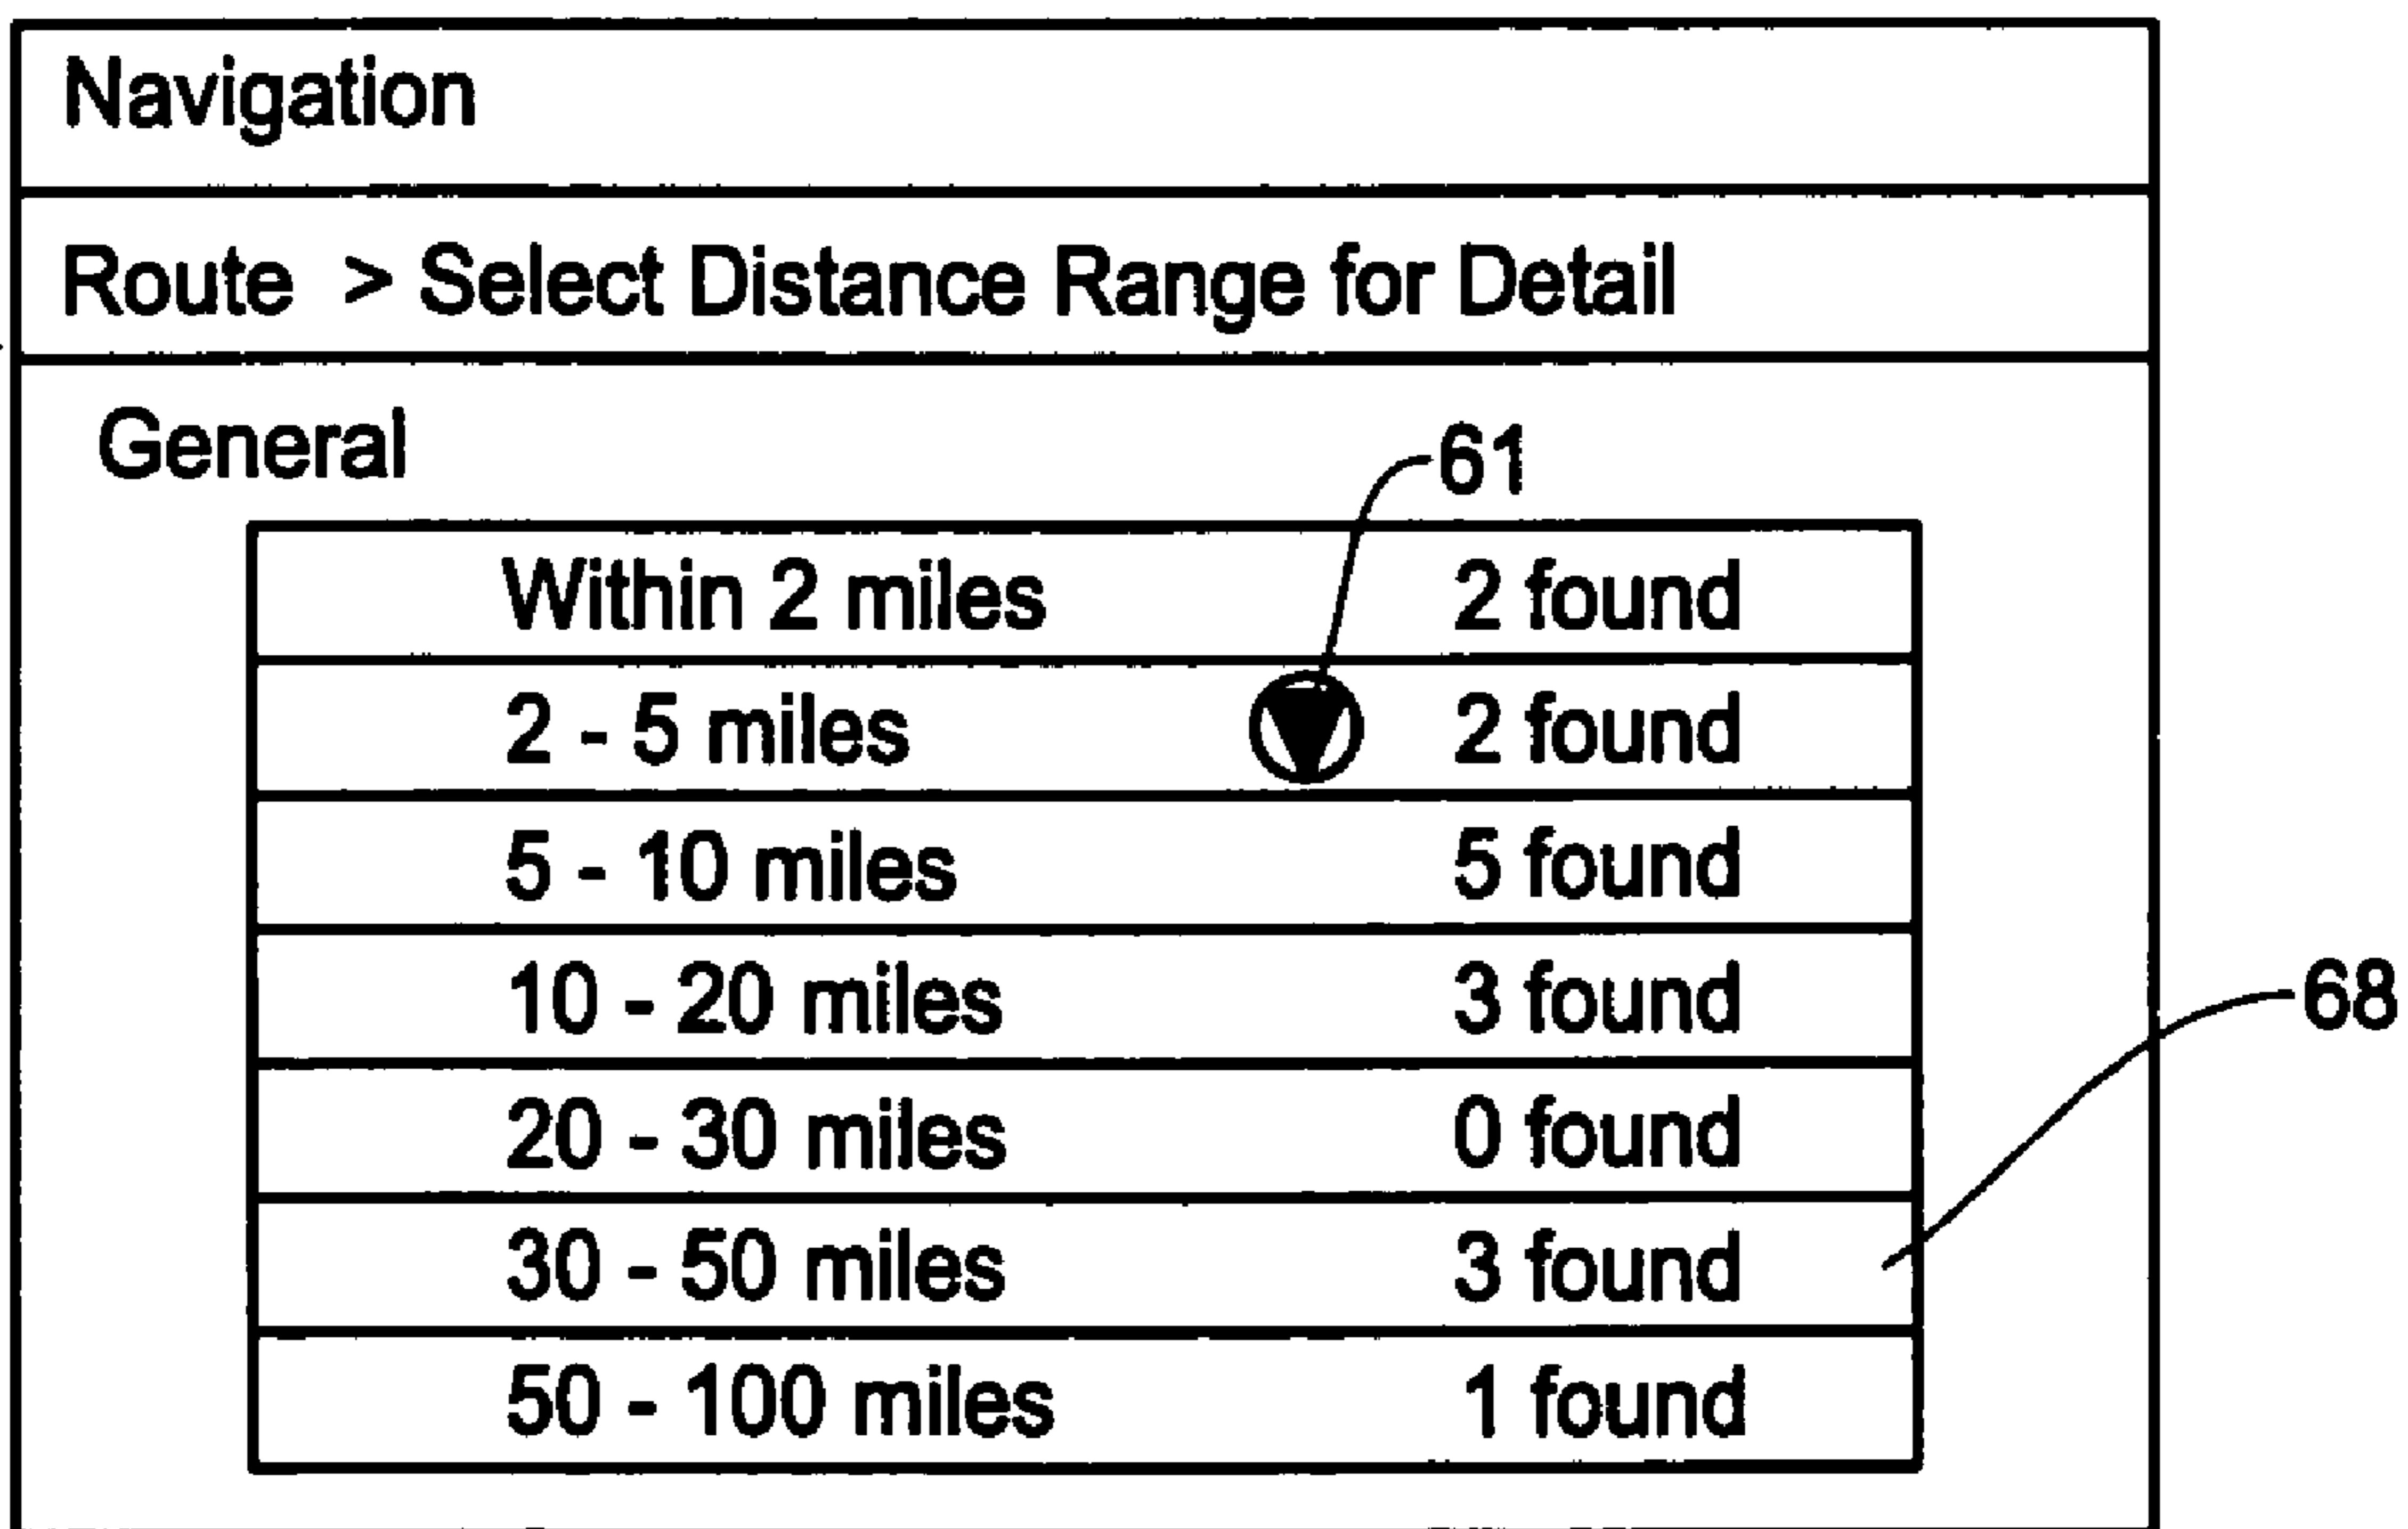 Navigation
Route > Select Distance Range for Detail
General
61
Within 2 miles 2 found
2 - 5 miles 2 found
5 - 10 miles 5 found
10 - 20 miles 3 found
68
20 - 30 miles 0 found
30 - 50 miles 3 found
50 - 100 miles 1 found